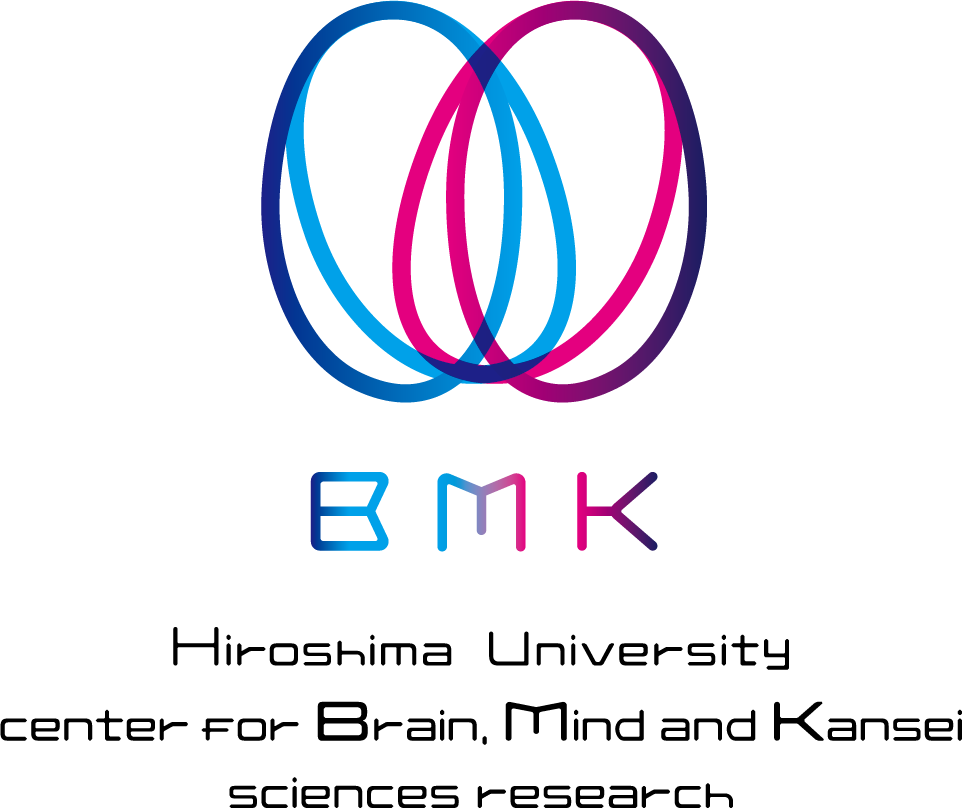 BMK
Hiroshima University
center for Brain, Mind and Kansei
sciences research